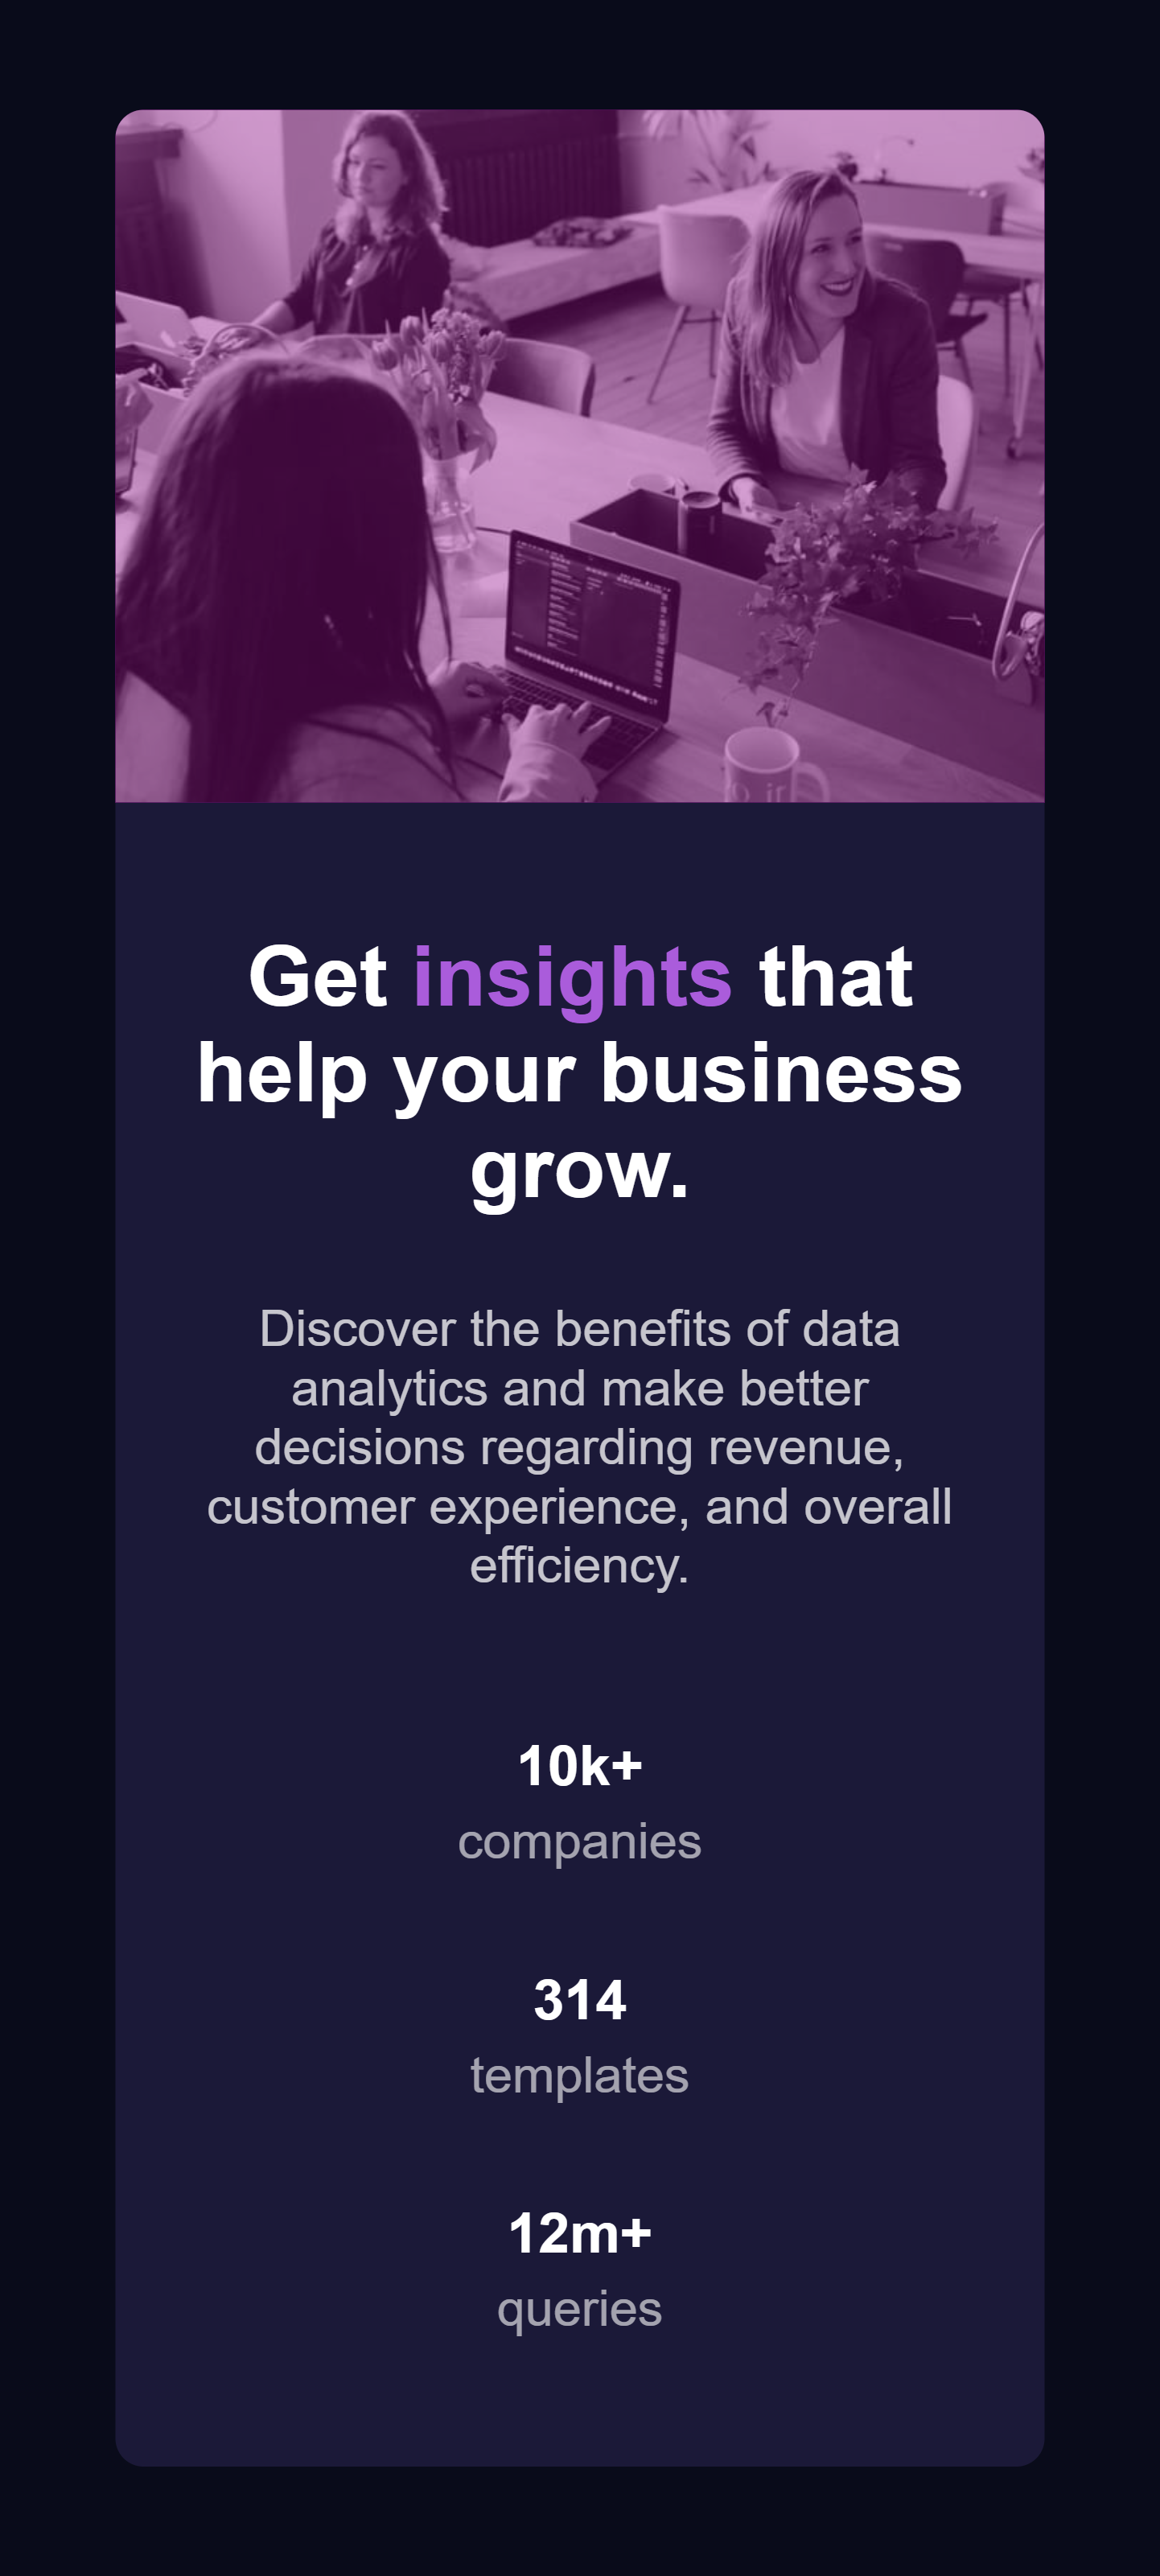 Get insights that
help your business
grow.
Discover the benefits of data
analytics and make better
decisions regarding revenue,
customer experience, and overall
efficiency.
10k+
companies
314
templates
12m+
queries